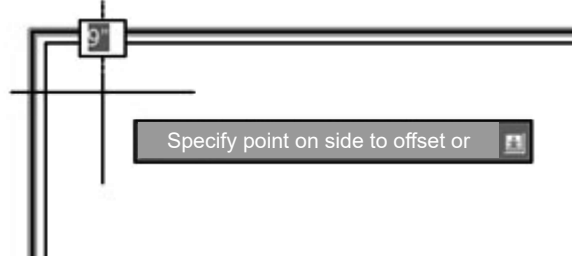 9"
Specify point on side to offset or